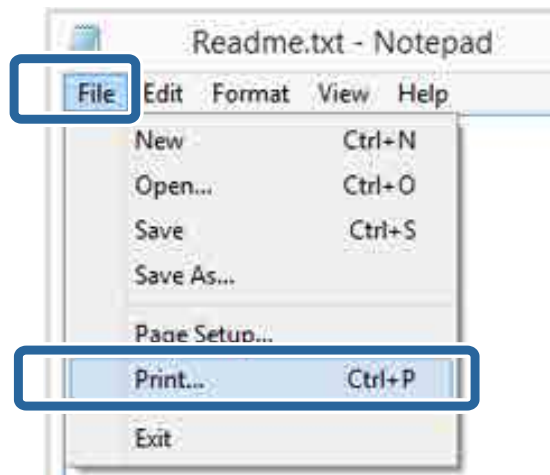 Readme.txt - Notepad
File Edit Format View Help
New Ctrl+N
Open... Ctrl+O
Save Ctrl+S
Save As...
Page Setup...
Print... Ctrl+P
Exit